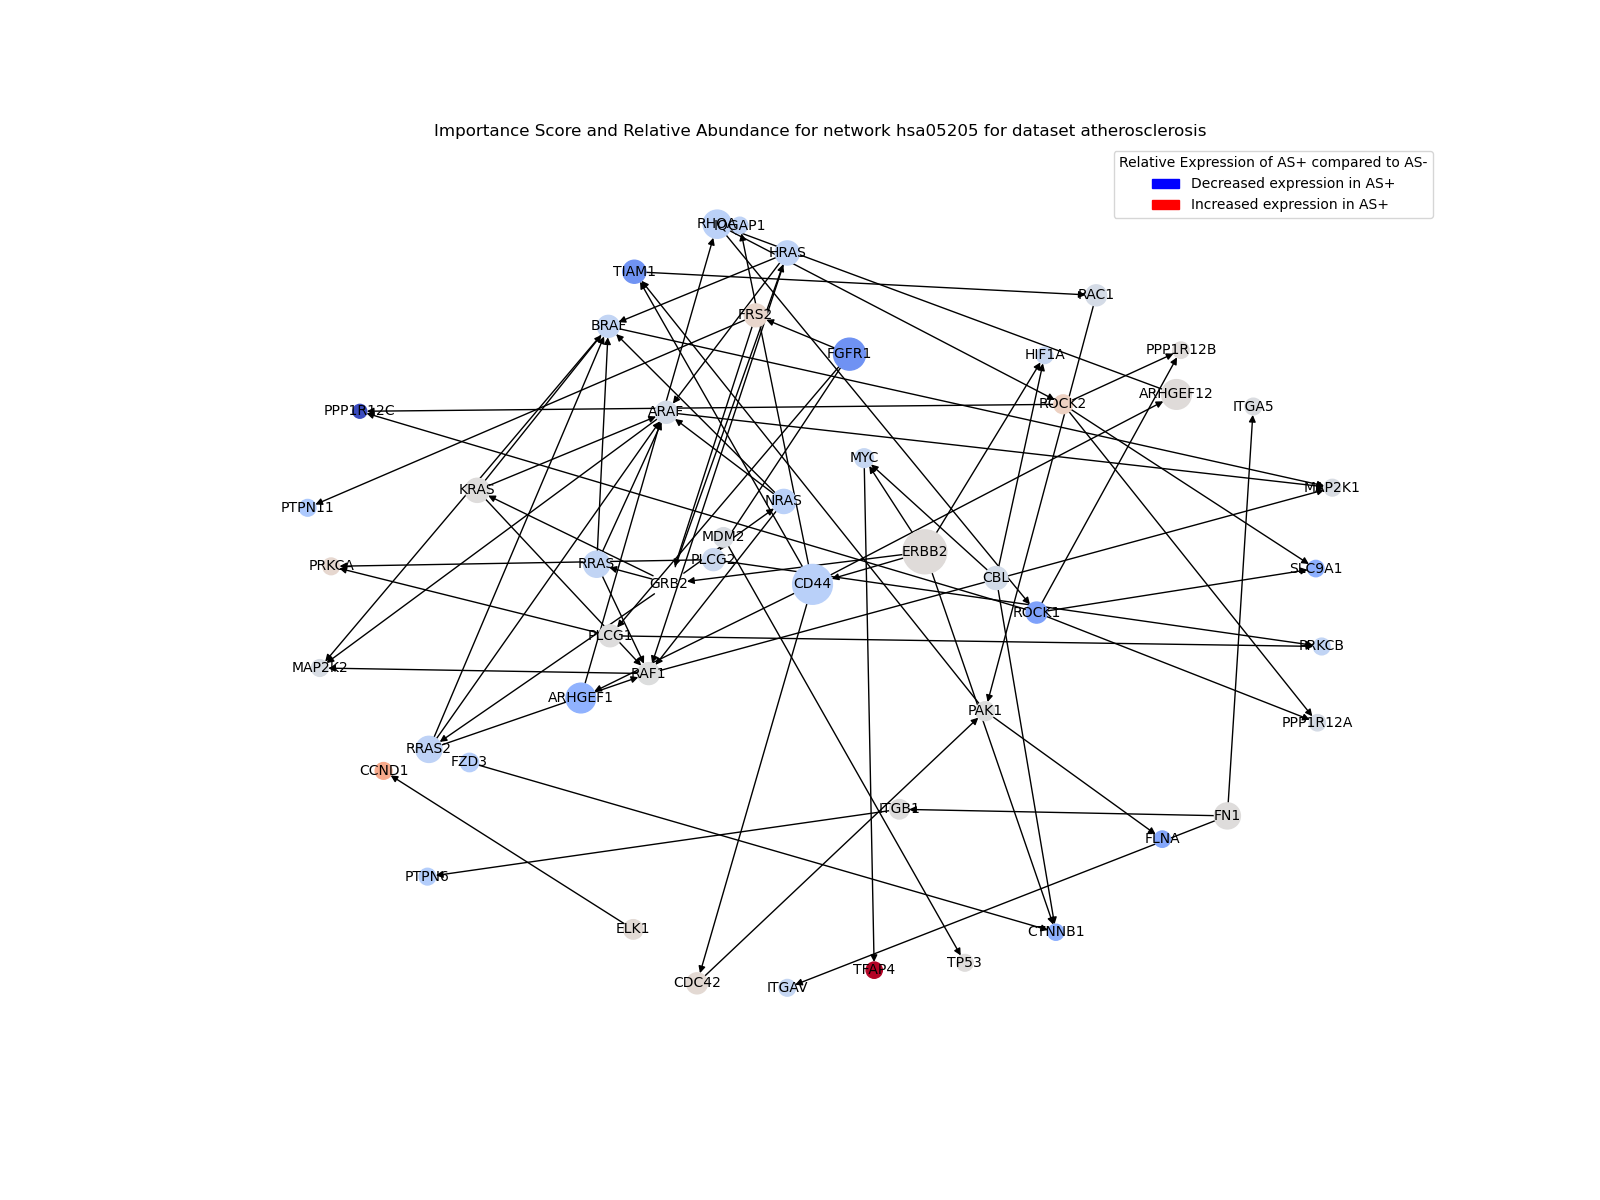 Importance Score and Relative Abundance for network hsa05205 for dataset atherosclerosis
Relative Expression of AS+ compared to AS-
Decreased expression in AS+
Increased expression in AS+
RHOA
IQGAP1
HRAS
TIAM1
RAC1
FRS2
BRAF
FGFR1
HIF1A
PPP1R12B
ARHGEF12
PPP1R12C
ARAF
ROCK2
ITGA5
MYC
KRAS
MAP2K1
PTPN11
NRAS
MDM2
ERBB2
PLCG2
PRKCA
RRAS
GRB2
CD44
CBL
SLC9A1
ROCK1
PLCG1
PRKCB
MAP2K2
RAF1
ARHGEF1
PAK1
PPP1R12A
RRAS2
FZD3
CCND1
ITGB1
FN1
FLNA
PTPN6
ELK1
CTNNB1
TP53
TFAP4
CDC42
ITGAV